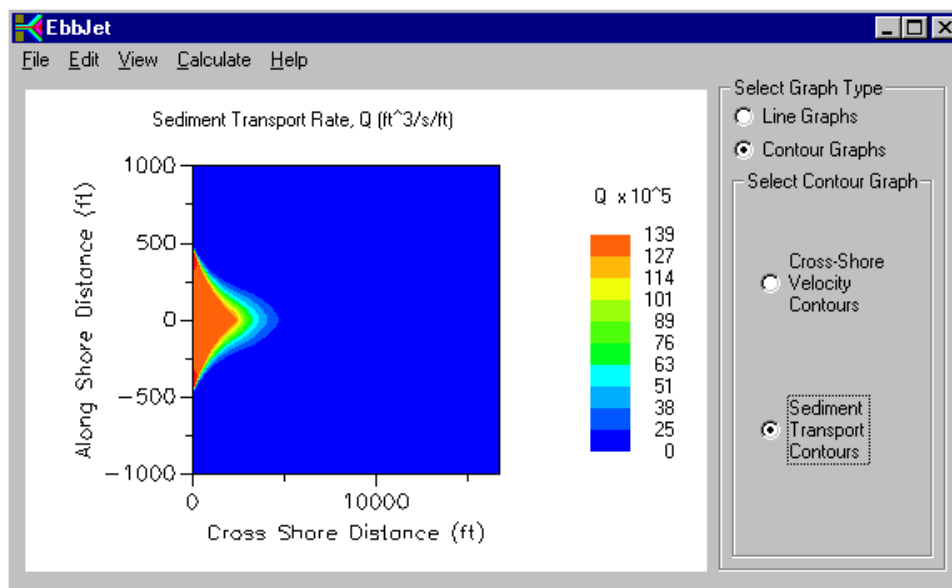 EbbJet
File Edit View Calculate Help
Sediment Transport Rate, Q (ft^3/s/ft)
1000
500
0
-500
-1000
Along Shore Distance (ft)
0
10000
Cross Shore Distance (ft)
Q x10^5
139
127
114
101
89
76
63
51
38
25
0
Select Graph Type
Line Graphs
Contour Graphs
Select Contour Graph
Cross-Shore
Velocity
Contours
Sediment
Transport
Contours